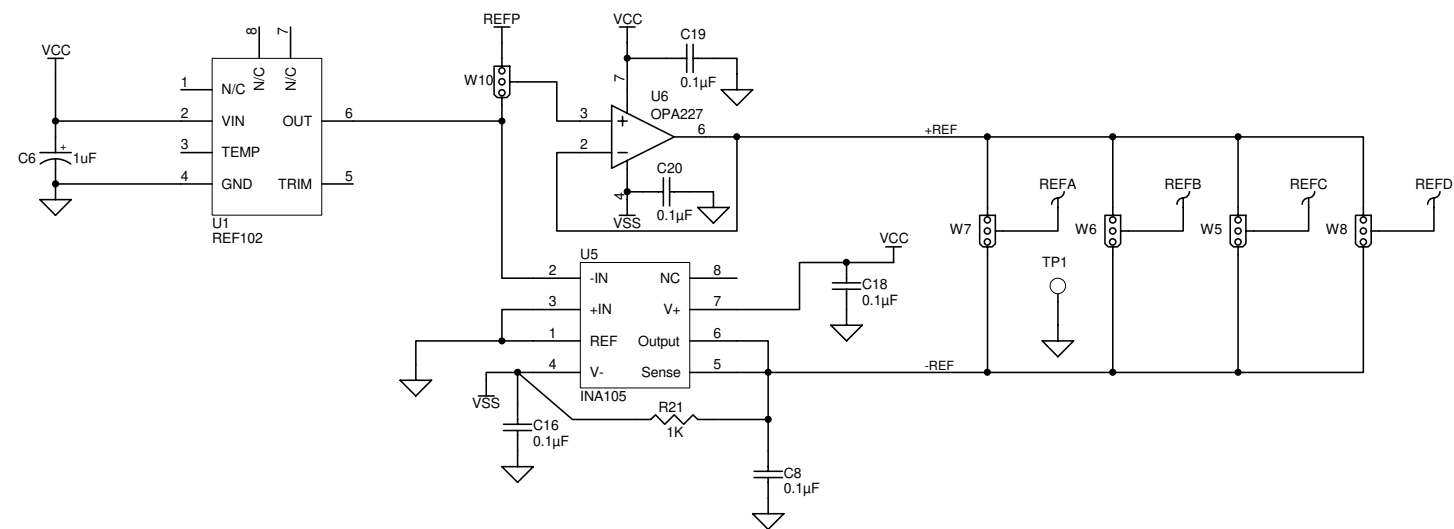 VCC
C6
+
1uF
8
7
N/C
N/C
1
N/C
2
VIN
OUT
6
3
TEMP
4
GND
TRIM
5
U1
REF102
REFP
W10
VCC
C19
0.1µF
7
U6
OPA227
3
+
2
−
6
4
VSS
C20
0.1µF
U5
2
-IN
NC
8
3
+IN
V+
7
1
REF
Output
6
4
V-
Sense
5
INA105
VSS
C16
0.1µF
R21
1K
C8
0.1µF
VCC
C18
0.1µF
+REF
-REF
REFA
W7
TP1
REFB
W6
REFC
W5
REFD
W8